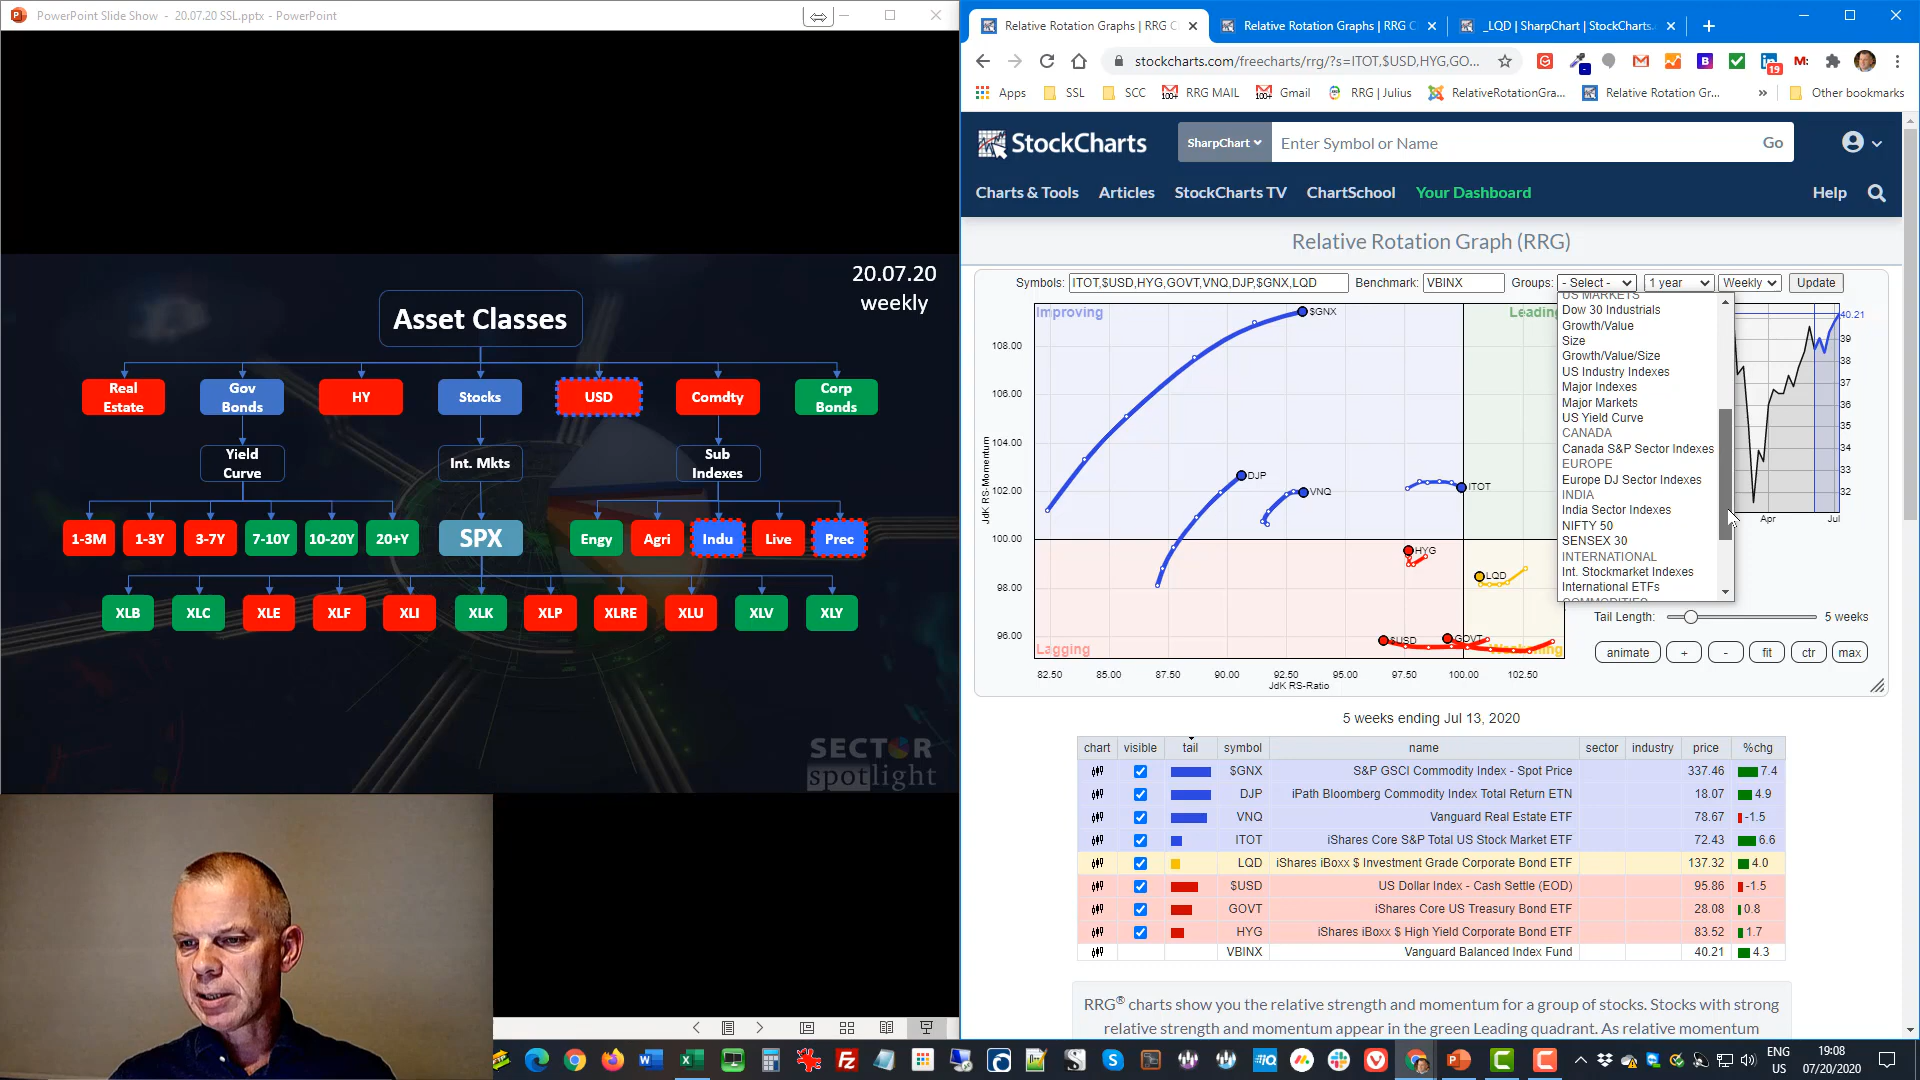 PowerPoint Slide Show - 20.07.20 SSL.pptx - PowerPoint
20.07.20
weekly
Asset Classes
Real Estate
Gov Bonds
HY
Stocks
USD
Comdty
Corp Bonds
Yield Curve
Int. Mkts
Sub Indexes
1-3M
1-3Y
3-7Y
7-10Y
10-20Y
20+Y
SPX
Engy
Agri
Indu
Live
Prec
XLB
XLC
XLE
XLF
XLI
XLK
XLP
XLRE
XLU
XLV
XLY
SECTOR
spotlight
Relative Rotation Graphs | RRG C
Relative Rotation Graphs | RRG C
_LQD | SharpChart | StockCharts.
stockcharts.com/freecharts/rrg/?s=ITOT,$USD,HYG,GO...
19
Apps
SSL
SCC
RRG MAIL
Gmail
RRG | Julius
RelativeRotationGra...
Relative Rotation Gr...
Other bookmarks
StockCharts
SharpChart
Enter Symbol or Name
Go
Charts & Tools
Articles
StockCharts TV
ChartSchool
Your Dashboard
Help
Relative Rotation Graph (RRG)
Symbols: ITOT,$USD,HYG,GOVT,VNQ,DJP,$GNX,LQD Benchmark: VBINX Groups: - Select - 1 year Weekly Update
US MARKETS
Dow 30 Industrials
Growth/Value
Size
Growth/Value/Size
US Industry Indexes
Major Indexes
Major Markets
US Yield Curve
CANADA
Canada S&P Sector Indexes
EUROPE
Europe DJ Sector Indexes
INDIA
India Sector Indexes
NIFTY 50
SENSEX 30
INTERNATIONAL
Int. Stockmarket Indexes
International ETFs
COMMODITIES
Improving
Leading
Lagging
Weakening
$GNX
DJP
VNQ
ITOT
HYG
LQD
$USD
GOVT
JdK RS-Momentum
108.00
106.00
104.00
102.00
100.00
98.00
96.00
82.50 85.00 87.50 90.00 92.50 95.00 97.50 100.00 102.50
JdK RS-Ratio
40.21
39
38
37
36
35
34
33
32
Apr Jul
Tail Length: 5 weeks
animate + - fit ctr max
5 weeks ending Jul 13, 2020
chart visible tail symbol name sector industry price %chg
$GNX S&P GSCI Commodity Index - Spot Price 337.46 7.4
DJP iPath Bloomberg Commodity Index Total Return ETN 18.07 4.9
VNQ Vanguard Real Estate ETF 78.67 -1.5
ITOT iShares Core S&P Total US Stock Market ETF 72.43 6.6
LQD iShares iBoxx $ Investment Grade Corporate Bond ETF 137.32 4.0
$USD US Dollar Index - Cash Settle (EOD) 95.86 -1.5
GOVT iShares Core US Treasury Bond ETF 28.08 0.8
HYG iShares iBoxx $ High Yield Corporate Bond ETF 83.52 1.7
VBINX Vanguard Balanced Index Fund 40.21 4.3
RRG® charts show you the relative strength and momentum for a group of stocks. Stocks with strong
relative strength and momentum appear in the green Leading quadrant. As relative momentum
ENG
US
19:08
07/20/2020